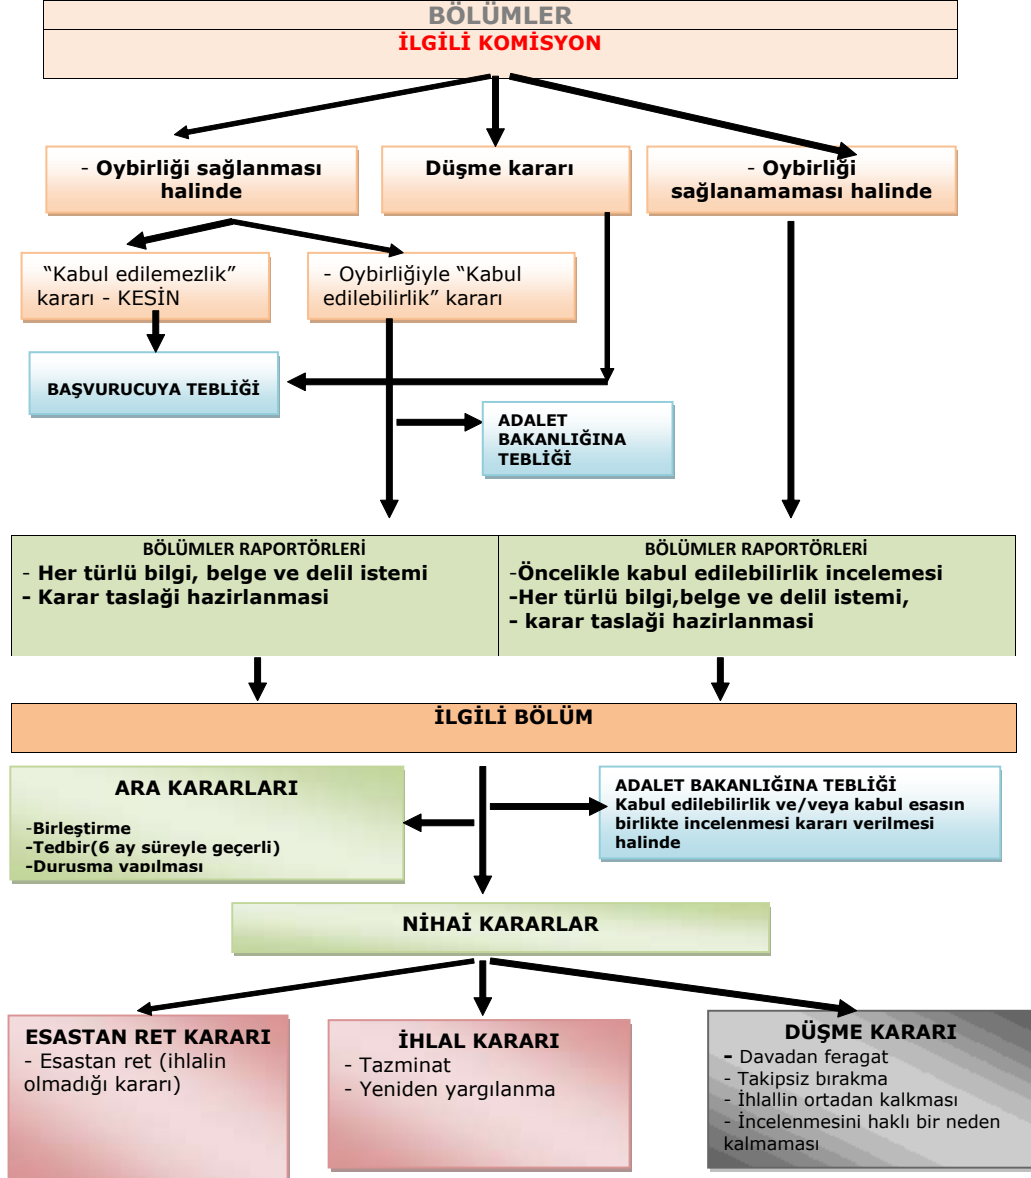 BÖLÜMLER
İLGİLİ KOMİSYON
- Oybirliği sağlanması
halinde
Düşme kararı
- Oybirliği
sağlanamaması halinde
“Kabul edilemezlik”
kararı - KESİN
- Oybirliğiyle “Kabul
edilebilirlik” kararı
BAŞVURUCUYA TEBLİĞİ
ADALET
BAKANLIĞINA
TEBLİĞİ
BÖLÜMLER RAPORTÖRLERİ
- Her türlü bilgi, belge ve delil istemi
- Karar taslaği hazirlanmasi
BÖLÜMLER RAPORTÖRLERİ
-Öncelikle kabul edilebilirlik incelemesi
-Her türlü bilgi,belge ve delil istemi,
- karar taslaği hazirlanmasi
İLGİLİ BÖLÜM
ARA KARARLARI
-Birleştirme
-Tedbir(6 ay süreyle geçerli)
-Durusma yapılması
ADALET BAKANLIĞINA TEBLİĞİ
Kabul edilebilirlik ve/veya kabul esasın
birlikte incelenmesi kararı verilmesi
halinde
NİHAİ KARARLAR
ESASTAN RET KARARI
- Esastan ret (ihlalin
olmadığı kararı)
İHLAL KARARI
- Tazminat
- Yeniden yargılanma
DÜŞME KARARI
- Davadan feragat
- Takipsiz bırakma
- İhlallin ortadan kalkması
- İncelenmesini haklı bir neden
kalmaması